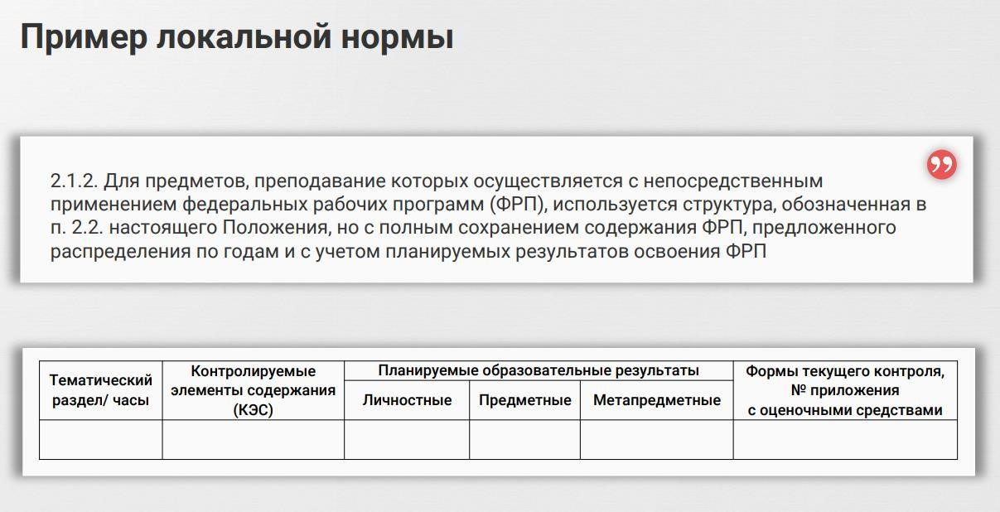 Пример локальной нормы
2.1.2. Для предметов, преподавание которых осуществляется с непосредственным
применением федеральных рабочих программ (ФРП), используется структура, обозначенная в
п. 2.2. настоящего Положения, но с полным сохранением содержания ФРП, предложенного
распределения по годам и с учетом планируемых результатов освоения ФРП
Тематический
раздел/ часы
Контролируемые
элементы содержания
(КЭС)
Планируемые образовательные результаты
Личностные
Предметные
Метапредметные
Формы текущего контроля,
№ приложения
с оценочными средствами